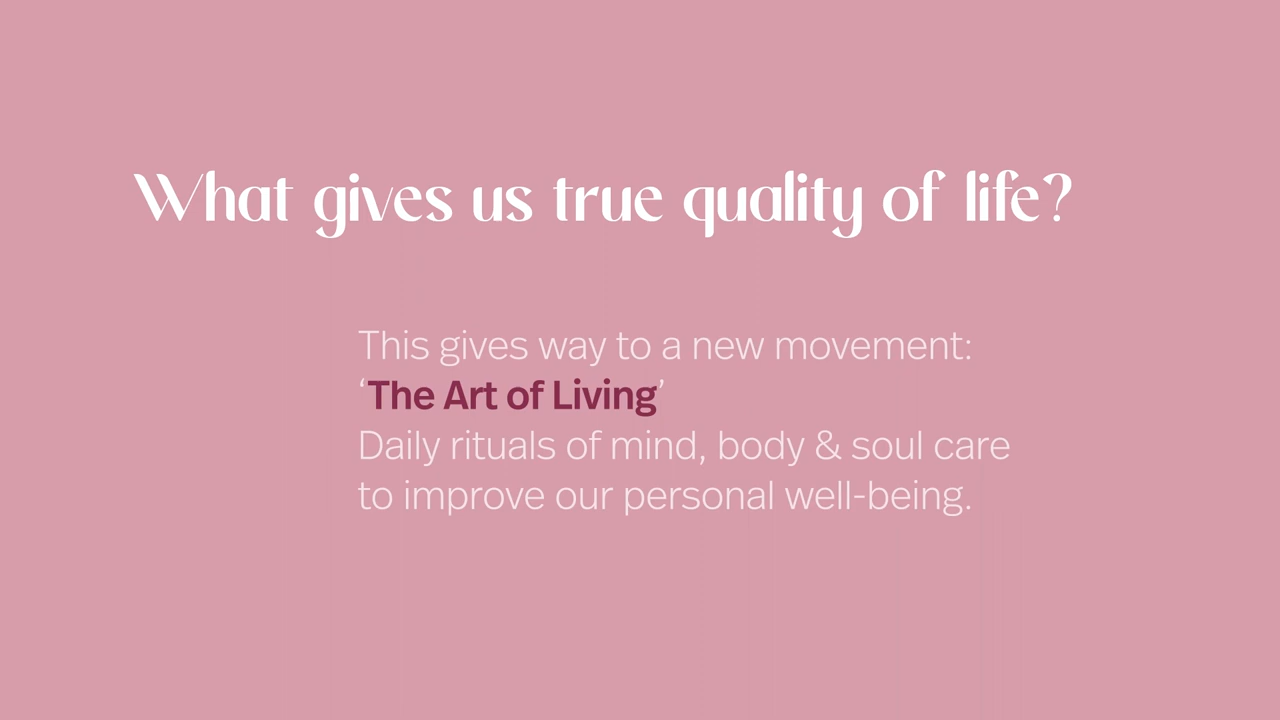 What gives us true quality of life?
This gives way to a new movement:
‘The Art of Living’
Daily rituals of mind, body & soul care
to improve our personal well-being.